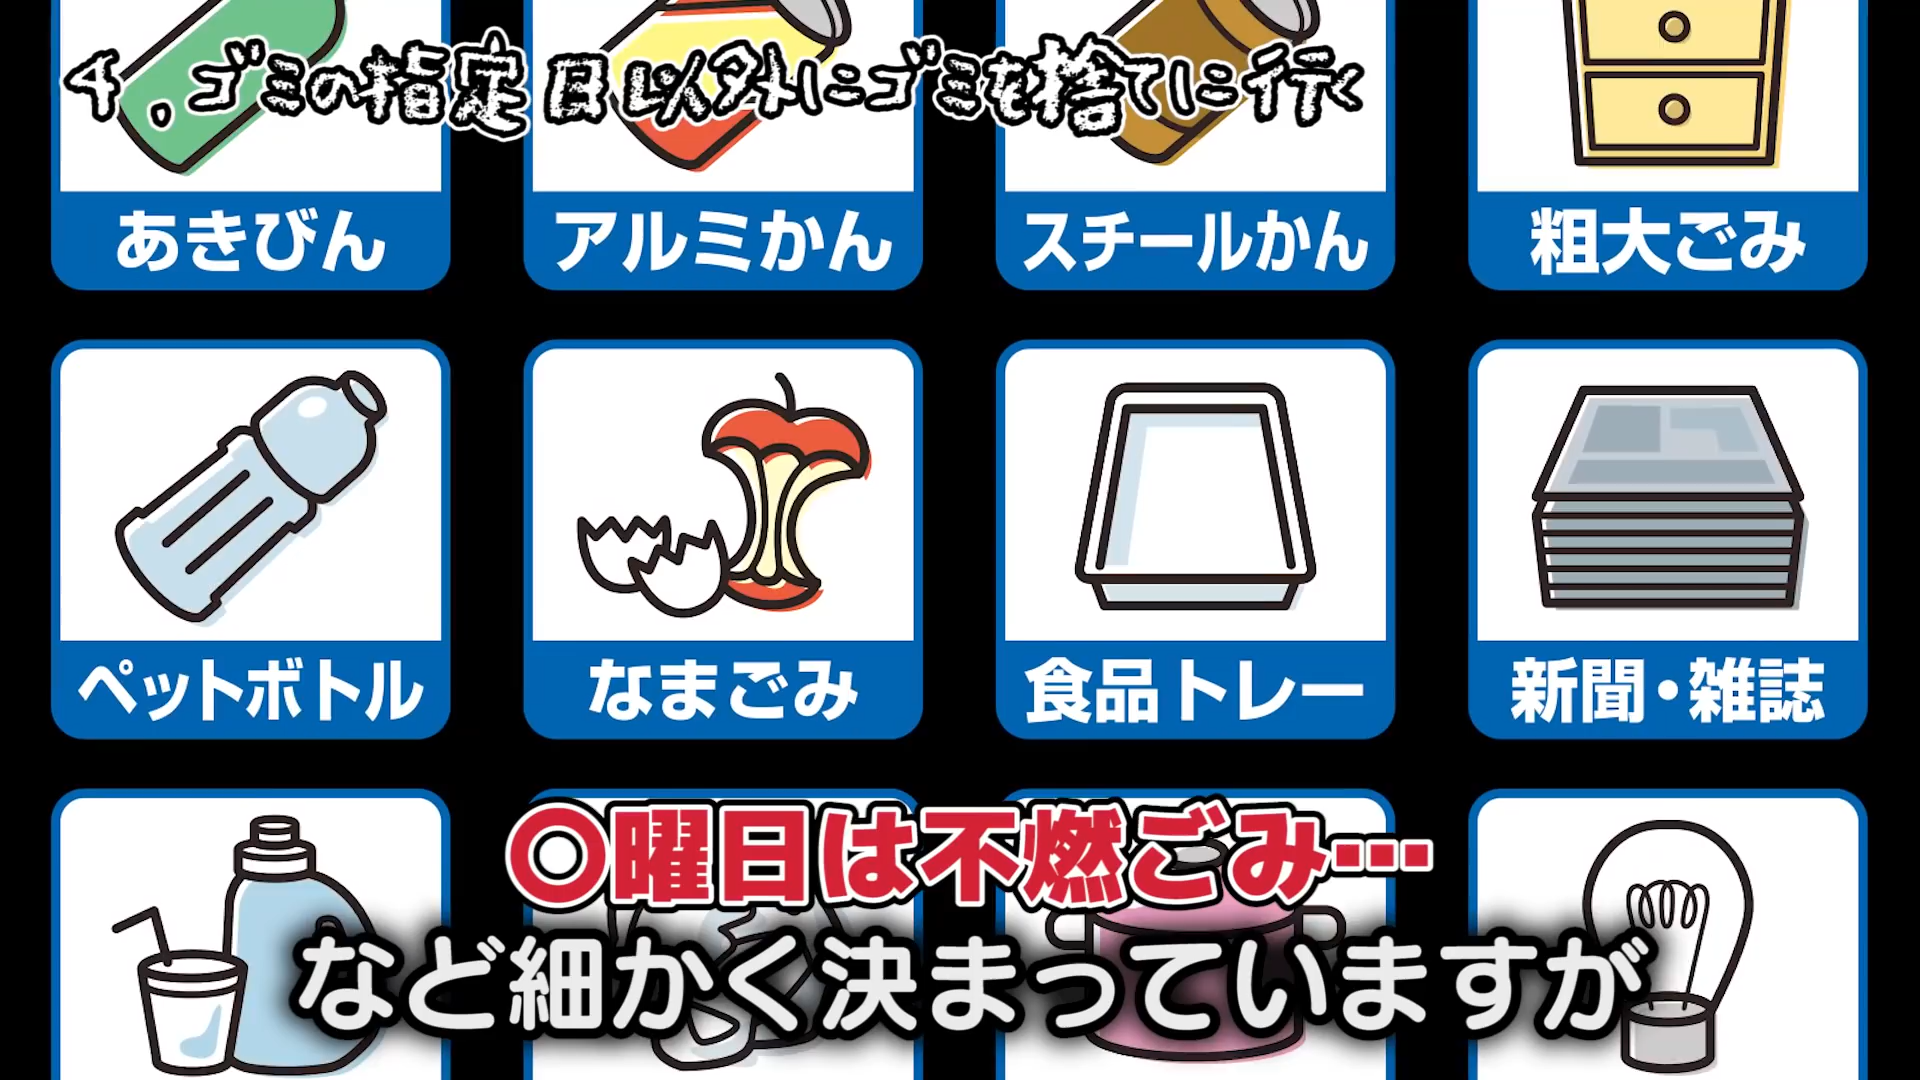 4.ゴミの指定日以外にゴミを捨てに行く
あきびん
アルミかん
スチールかん
粗大ごみ
ペットボトル
なまごみ
食品トレー
新聞・雑誌
〇曜日は不燃ごみ…
など細かく決まっていますが